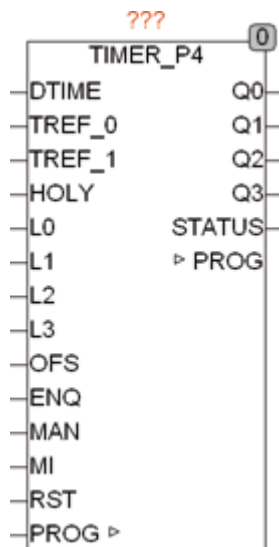 ???
0
TIMER_P4
DTIME Q0
TREF_0 Q1
TREF_1 Q2
HOLY Q3
L0 STATUS
L1 ▷ PROG
L2
L3
OFS
ENQ
MAN
MI
RST
PROG ▷